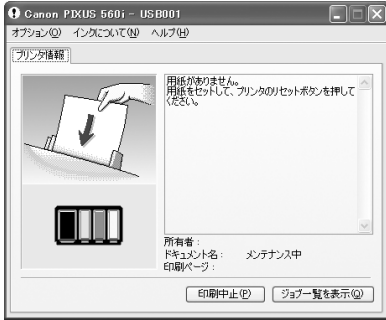 Canon PIXUS 560i - USB001
オプション(O) インクについて(N) ヘルプ(H)
プリンタ情報
用紙がありません。
用紙をセットして、プリンタのリセットボタンを押して
ください。
所有者 :
ドキュメント名 : メンテナンス中
印刷ページ :
印刷中止(P) ジョブ一覧を表示(Q)